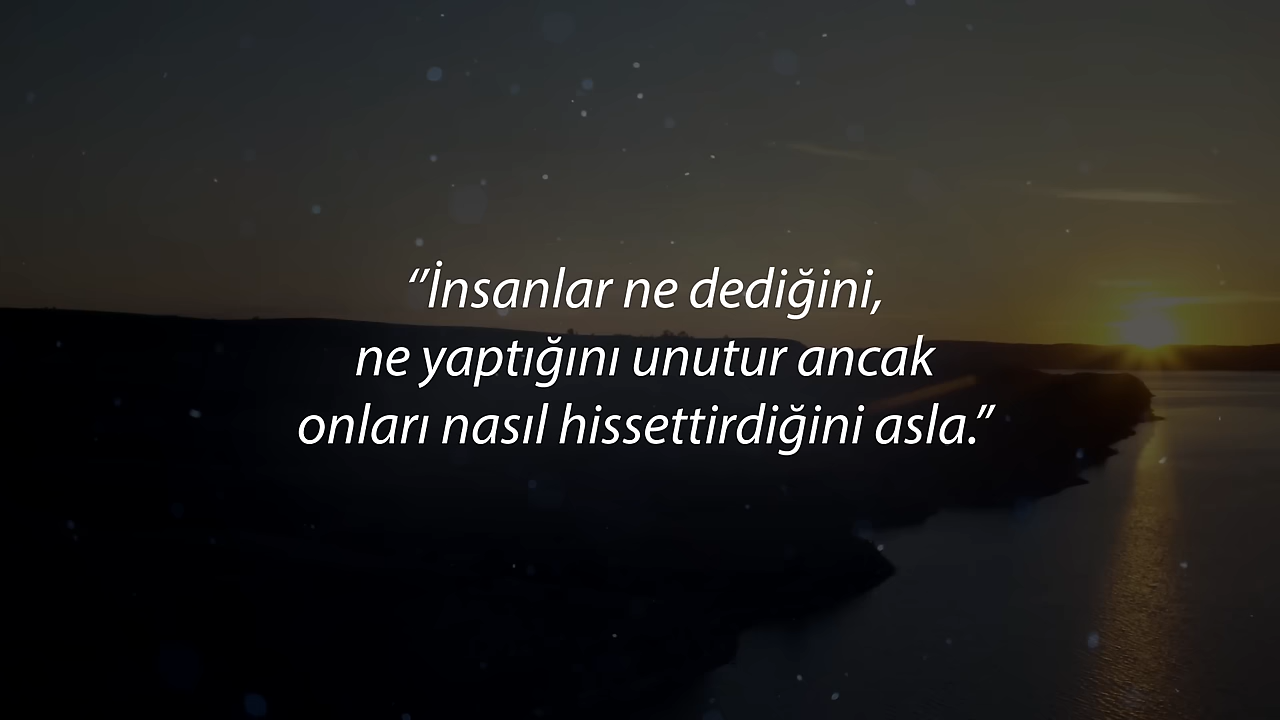 “İnsanlar ne dediğini,
ne yaptığını unutur ancak
onları nasıl hissettirdiğini asla.”